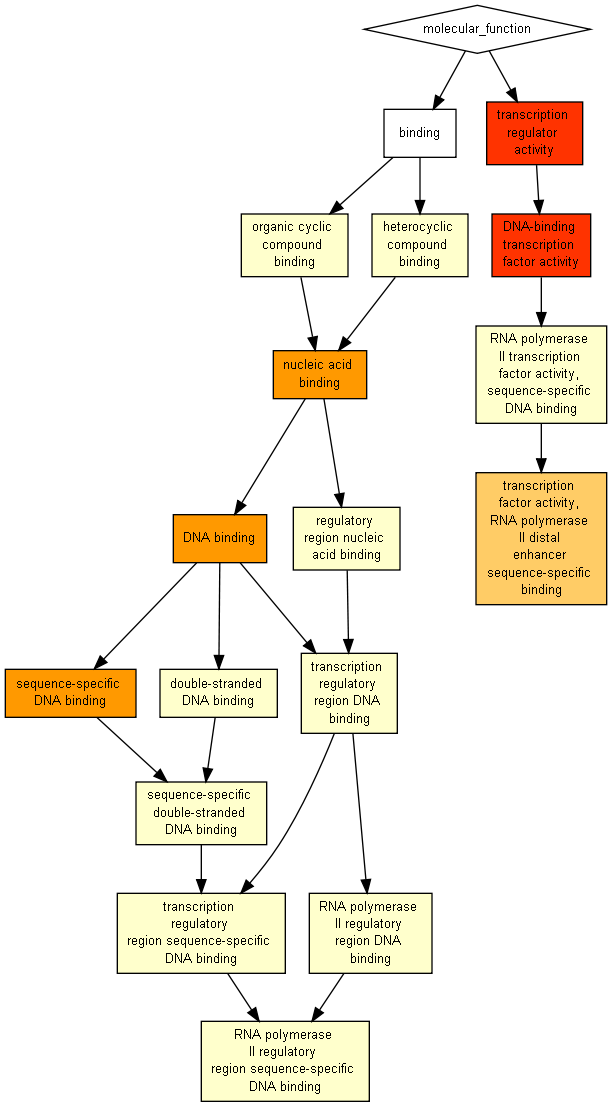 molecular_function
binding
transcription
regulator
activity
organic cyclic
compound
binding
heterocyclic
compound
binding
DNA-binding
transcription
factor activity
nucleic acid
binding
RNA polymerase
II transcription
factor activity,
sequence-specific
DNA binding
DNA binding
regulatory
region nucleic
acid binding
transcription
factor activity,
RNA polymerase
II distal
enhancer
sequence-specific
binding
sequence-specific
DNA binding
double-stranded
DNA binding
transcription
regulatory
region DNA
binding
sequence-specific
double-stranded
DNA binding
transcription
regulatory
region sequence-specific
DNA binding
RNA polymerase
II regulatory
region DNA
binding
RNA polymerase
II regulatory
region sequence-specific
DNA binding